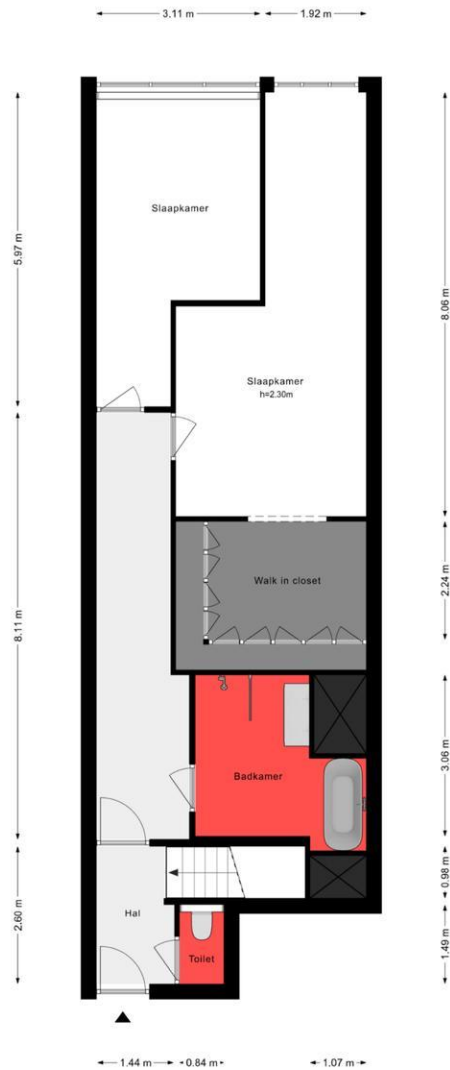 3.11 m
1.92 m
5.97 m
8.06 m
Slaapkamer
Slaapkamer
h=2.30m
8.11 m
2.24 m
Walk in closet
3.06 m
Badkamer
0.98 m
2.60 m
Hal
1.49 m
Toilet
1.44 m
0.84 m
1.07 m